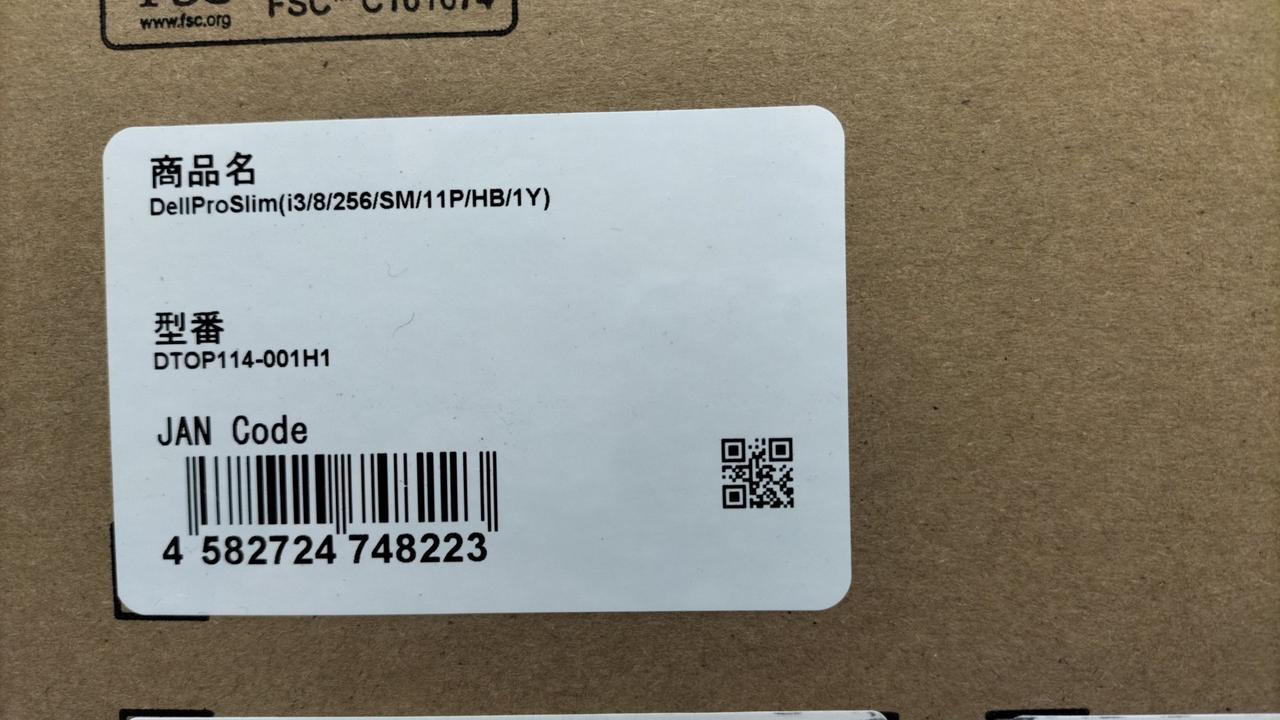 www.fsc.org
商品名
DellProSlim(i3/8/256/SM/11P/HB/1Y)
型番
DTOP114-001H1
JAN Code
4 582724 748223